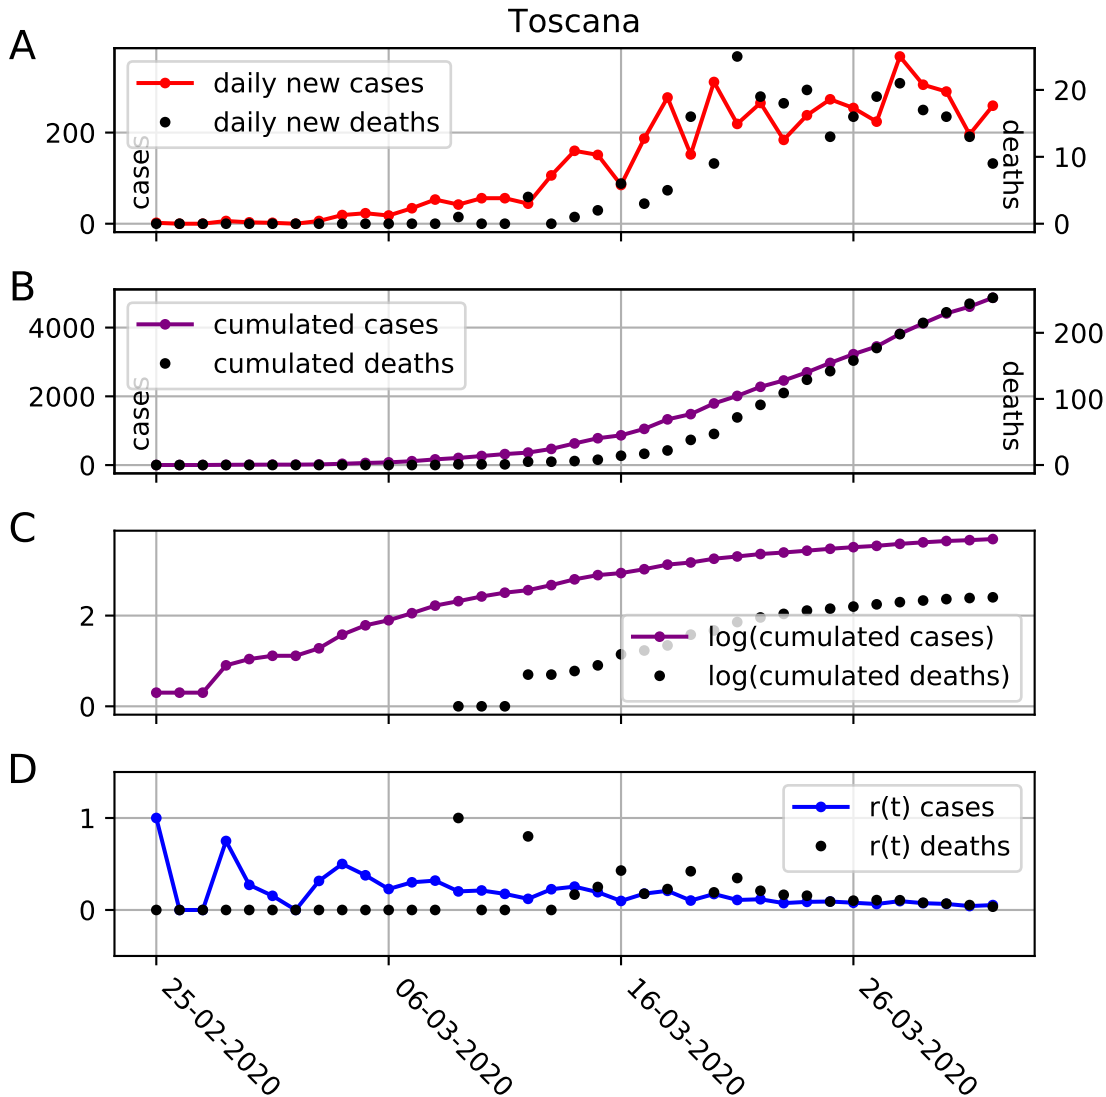 Toscana
A
daily new cases
daily new deaths
200
0
cases
20
10
0
deaths
B
cumulated cases
cumulated deaths
4000
2000
0
cases
200
100
0
deaths
C
2
0
log(cumulated cases)
log(cumulated deaths)
D
1
0
r(t) cases
r(t) deaths
25-02-2020
06-03-2020
16-03-2020
26-03-2020